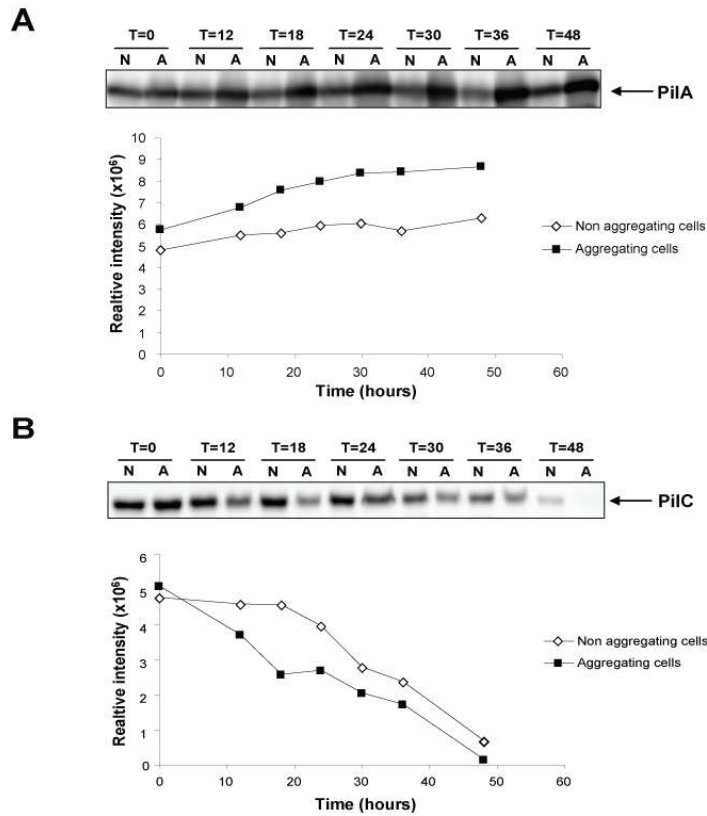 A
T=0 T=12 T=18 T=24 T=30 T=36 T=48
N A N A N A N A N A N A N A
PilA
Realtive intensity (x10⁶)
10
9
8
7
6
5
4
3
2
1
0
0 10 20 30 40 50 60
Time (hours)
Non aggregating cells
Aggregating cells
B
T=0 T=12 T=18 T=24 T=30 T=36 T=48
N A N A N A N A N A N A N A
PilC
Realtive intensity (x10⁶)
6
5
4
3
2
1
0
0 10 20 30 40 50 60
Time (hours)
Non aggregating cells
Aggregating cells